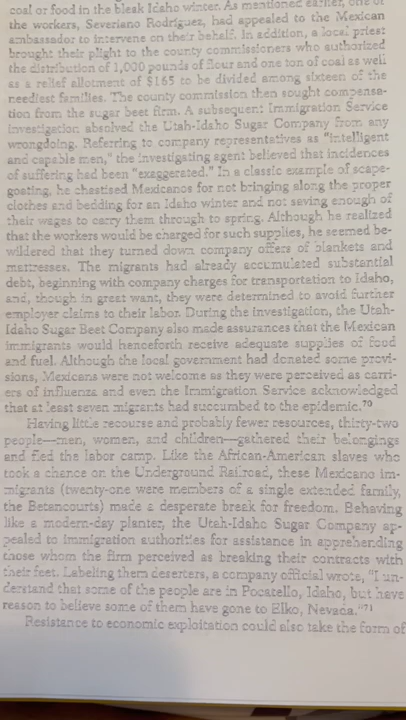 coal or food in the bleak Idaho winter. As mentioned earlier, one of
the workers, Severiano Rodríguez, had appealed to the Mexican
ambassador to intervene on their behalf. In addition, a local priest
brought their plight to the county commissioners who authorized
the distribution of 1,000 pounds of flour and one ton of coal as well
as a relief allotment of $165 to be divided among sixteen of the
neediest families. The county commission then sought compensa-
tion from the sugar beet firm. A subsequent Immigration Service
investigation absolved the Utah-Idaho Sugar Company from any
wrongdoing. Referring to company representatives as "intelligent
and capable men," the investigating agent believed that incidences
of suffering had been "exaggerated." In a classic example of scape-
goating, he chastised Mexicanos for not bringing along the proper
clothes and bedding for an Idaho winter and not saving enough of
their wages to carry them through to spring. Although he realized
that the workers would be charged for such supplies, he seemed be-
wildered that they turned down company offers of blankets and
mattresses. The migrants had already accumulated substantial
debt, beginning with company charges for transportation to Idaho,
and, though in great want, they were determined to avoid further
employer claims to their labor. During the investigation, the Utah-
Idaho Sugar Beet Company also made assurances that the Mexican
immigrants would henceforth receive adequate supplies of food
and fuel. Although the local government had donated some provi-
sions, Mexicans were not welcome as they were perceived as carri-
ers of influenza and even the Immigration Service acknowledged
that at least seven migrants had succumbed to the epidemic.70
Having little recourse and probably fewer resources, thirty-two
people—men, women, and children—gathered their belongings
and fled the labor camp. Like the African-American slaves who
took a chance on the Underground Railroad, these Mexicano im-
migrants (twenty-one were members of a single extended family,
the Betancourts) made a desperate break for freedom. Behaving
like a modern-day planter, the Utah-Idaho Sugar Company ap-
pealed to immigration authorities for assistance in apprehending
those whom the firm perceived as breaking their contracts with
their feet. Labeling them deserters, a company official wrote, "I un-
derstand that some of the people are in Pocatello, Idaho, but have
reason to believe some of them have gone to Elko, Nevada."71
Resistance to economic exploitation could also take the form of